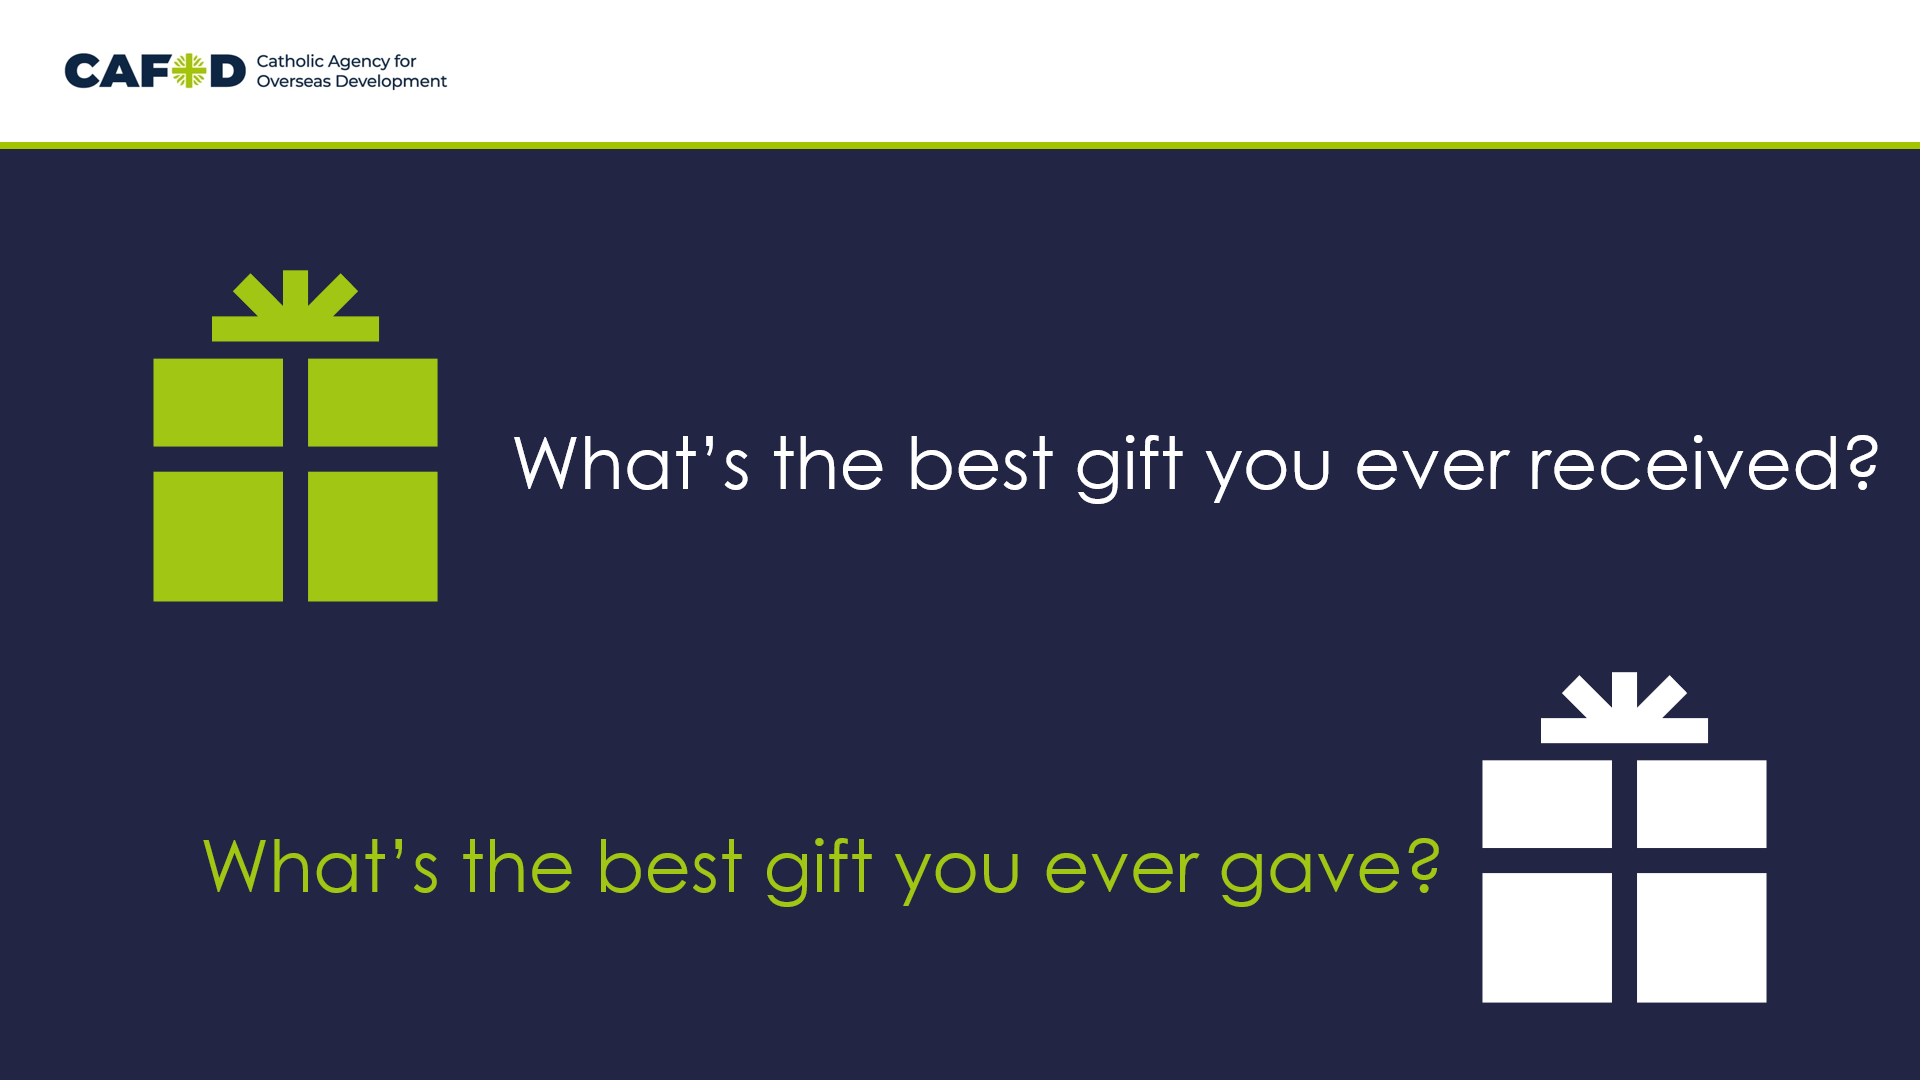 CAFOD
Catholic Agency for
Overseas Development
What’s the best gift you ever received?
What’s the best gift you ever gave?